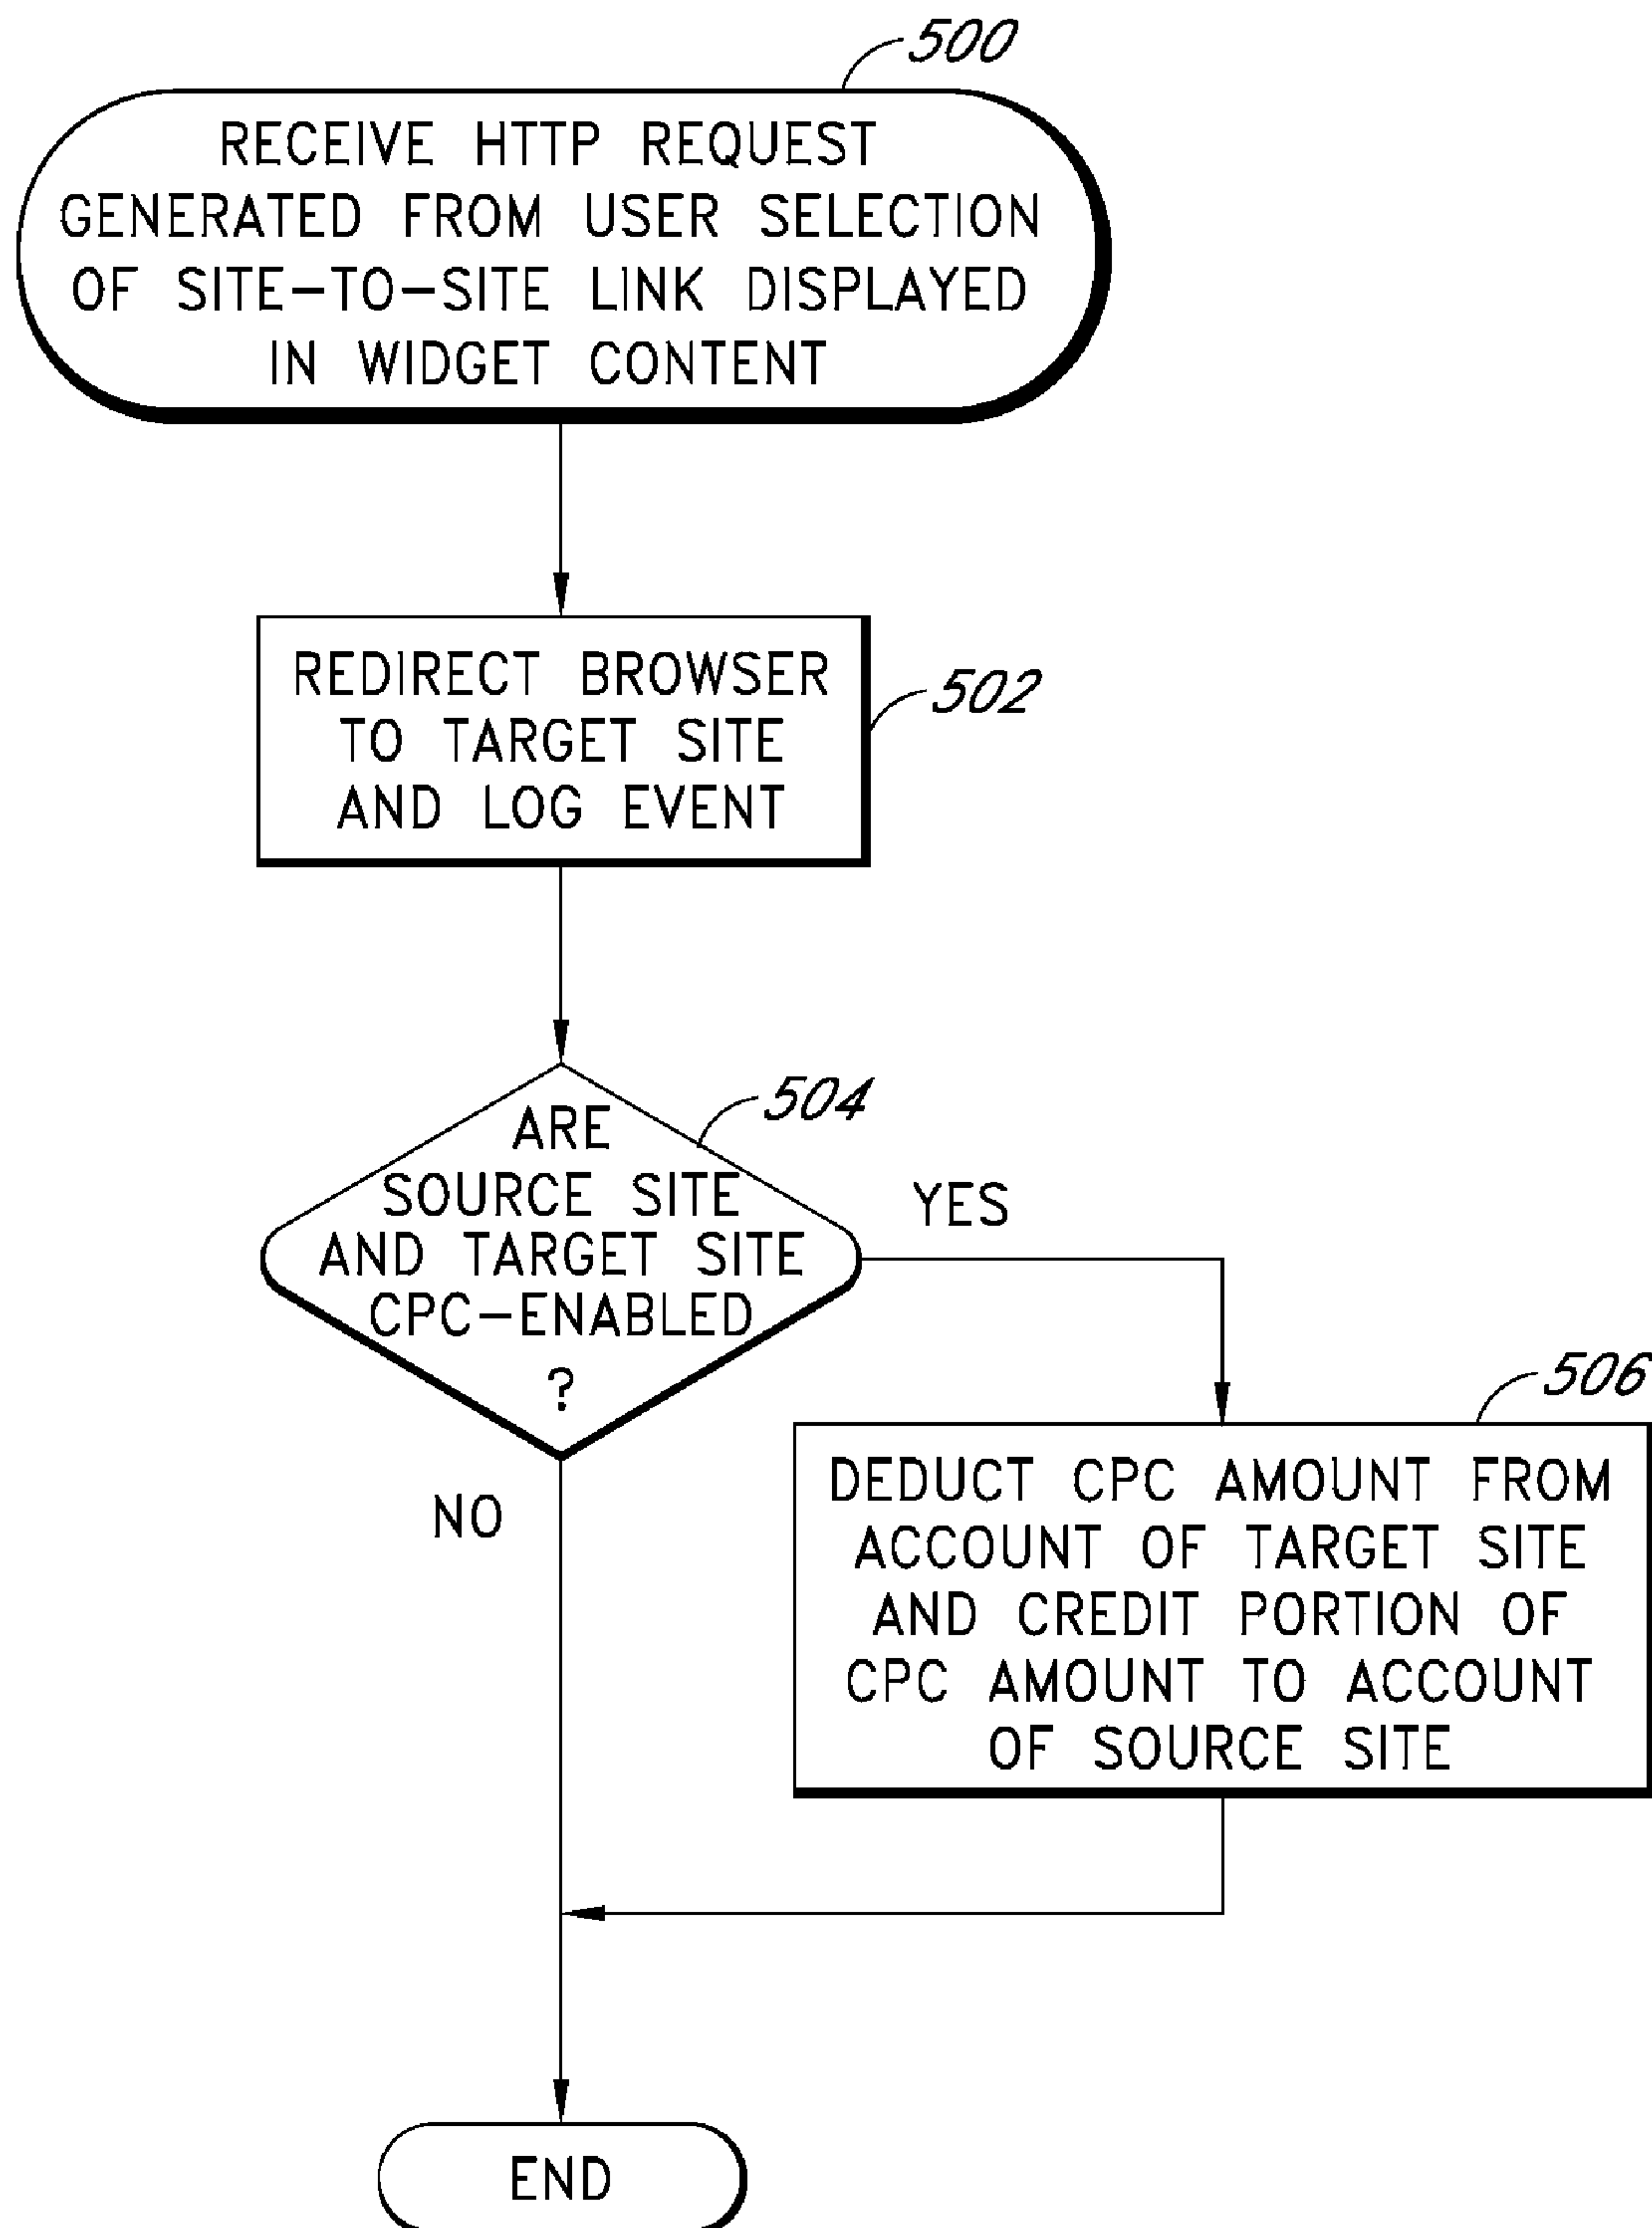 500
RECEIVE HTTP REQUEST
GENERATED FROM USER SELECTION
OF SITE-TO-SITE LINK DISPLAYED
IN WIDGET CONTENT
REDIRECT BROWSER
TO TARGET SITE
AND LOG EVENT
502
504
ARE
SOURCE SITE
AND TARGET SITE
CPC-ENABLED
?
YES
NO
506
DEDUCT CPC AMOUNT FROM
ACCOUNT OF TARGET SITE
AND CREDIT PORTION OF
CPC AMOUNT TO ACCOUNT
OF SOURCE SITE
END